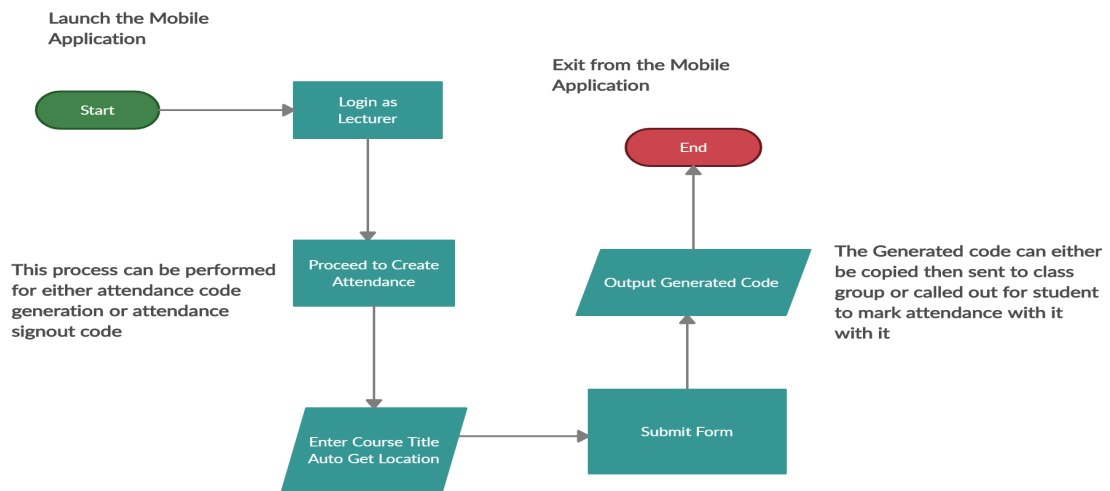 Launch the Mobile
Application
Start
Login as
Lecturer
Exit from the Mobile
Application
End
This process can be performed
for either attendance code
generation or attendance
signout code
Proceed to Create
Attendance
Output Generated Code
The Generated code can either
be copied then sent to class
group or called out for student
to mark attendance with it
with it
Enter Course Title
Auto Get Location
Submit Form